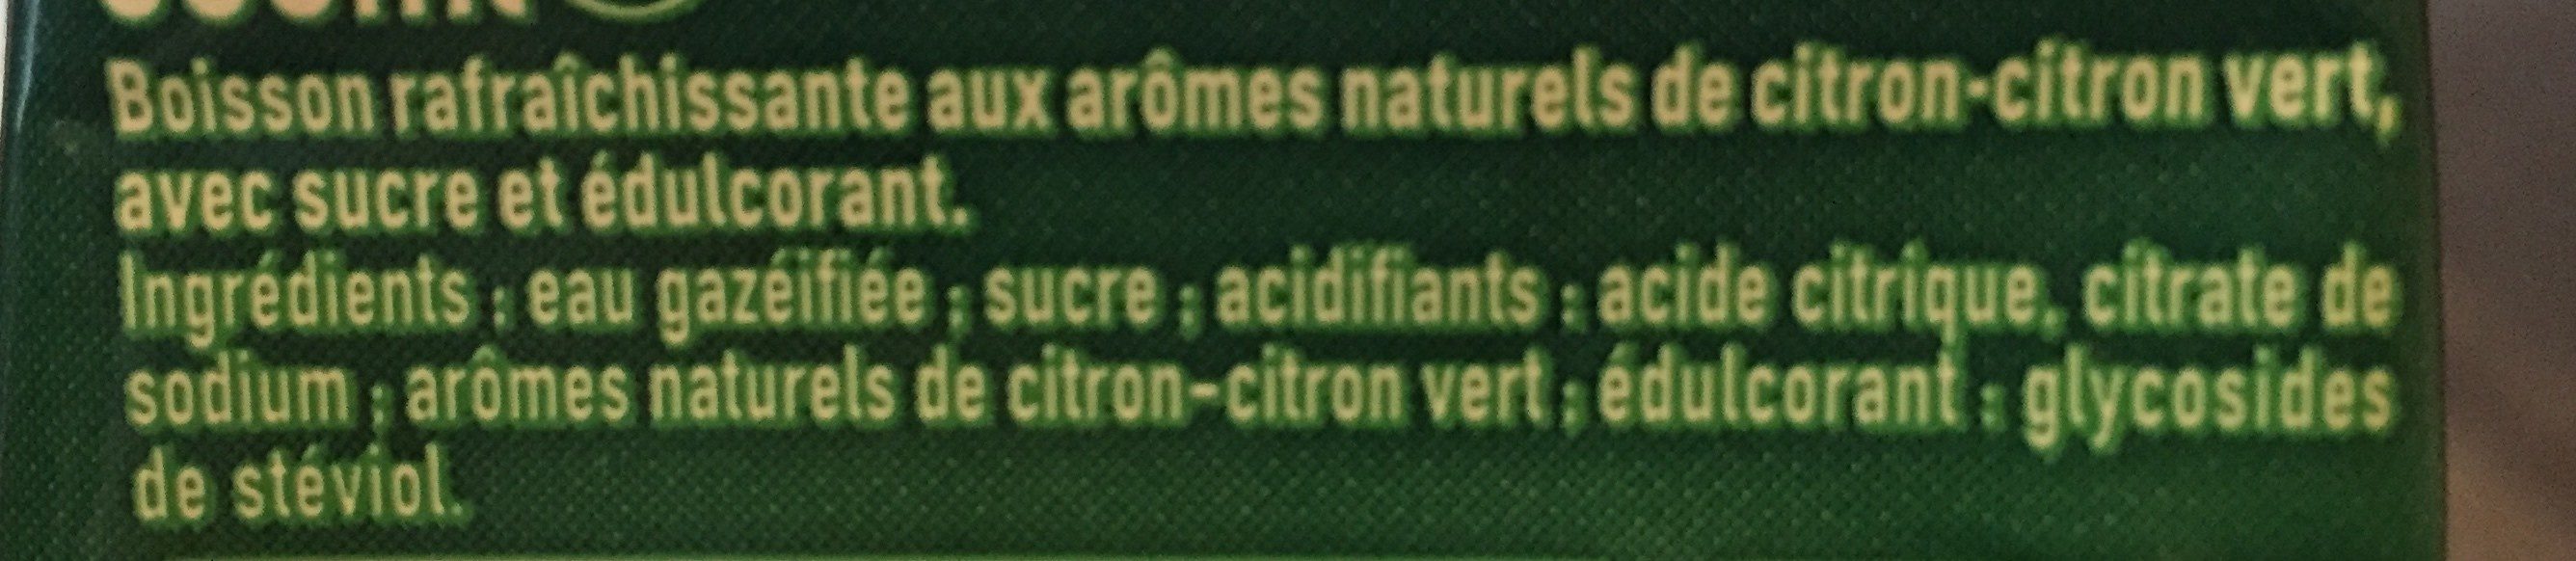 Boisson rafraîchissante aux arômes naturels de citron-citron vert,
avec sucre et édulcorant.
Ingrédients : eau gazéifiée ; sucre ; acidifiants : acide citrique, citrate de
sodium ; arômes naturels de citron-citron vert ; édulcorant : glycosides
de stéviol.